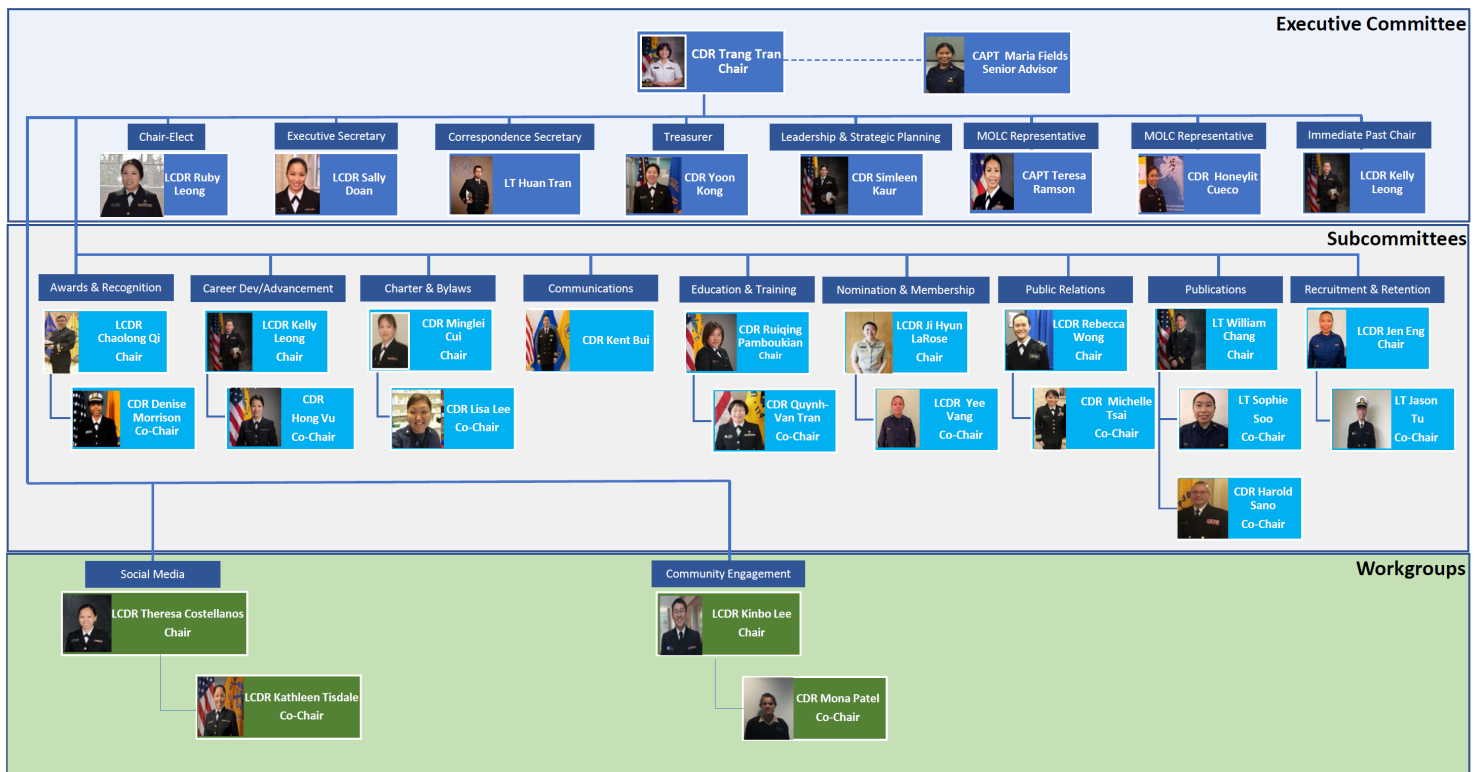 Executive Committee
CDR Trang Tran
Chair
CAPT Maria Fields
Senior Advisor
Chair-Elect
LCDR Ruby
Leong
Executive Secretary
LCDR Sally
Doan
Correspondence Secretary
LT Huan Tran
Treasurer
CDR Yoon
Kong
Leadership & Strategic Planning
CDR Simleen
Kaur
MOLC Representative
CAPT Teresa
Ramson
MOLC Representative
CDR Honeylit
Cueco
Immediate Past Chair
LCDR Kelly
Leong
Subcommittees
Awards & Recognition
LCDR
Chaolong Qi
Chair
CDR Denise
Morrison
Co-Chair
Career Dev/Advancement
LCDR Kelly
Leong
Chair
CDR
Hong Vu
Co-Chair
Charter & Bylaws
CDR Minglei
Cui
Chair
CDR Lisa Lee
Co-Chair
Communications
CDR Kent Bui
Education & Training
CDR Ruiqing
Pamboukian
Chair
CDR Quynh-
Van Tran
Co-Chair
Nomination & Membership
LCDR Ji Hyun
LaRose
Chair
LCDR Yee
Vang
Co-Chair
Public Relations
LCDR Rebecca
Wong
Chair
CDR Michelle
Tsai
Co-Chair
Publications
LT William
Chang
Chair
LT Sophie
Soo
Co-Chair
CDR Harold
Sano
Co-Chair
Recruitment & Retention
LCDR Jen Eng
Chair
LT Jason
Tu
Co-Chair
Workgroups
Social Media
LCDR Theresa Costellanos
Chair
LCDR Kathleen Tisdale
Co-Chair
Community Engagement
LCDR Kinbo Lee
Chair
CDR Mona Patel
Co-Chair